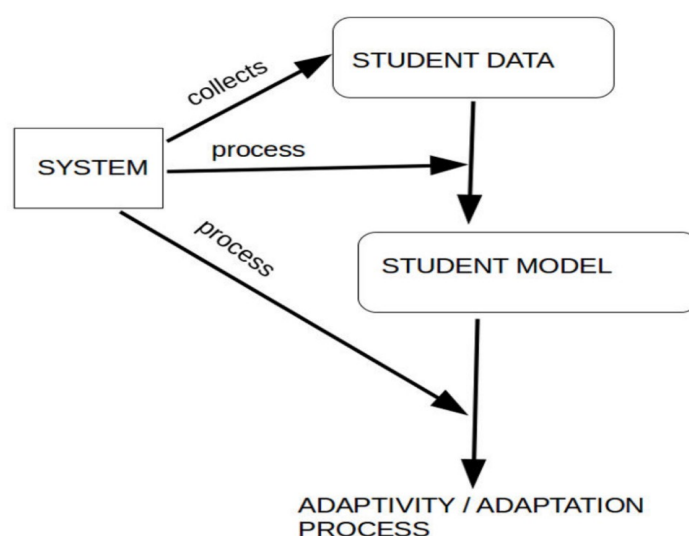 STUDENT DATA
collects
process
SYSTEM
process
STUDENT MODEL
ADAPTIVITY / ADAPTATION
PROCESS